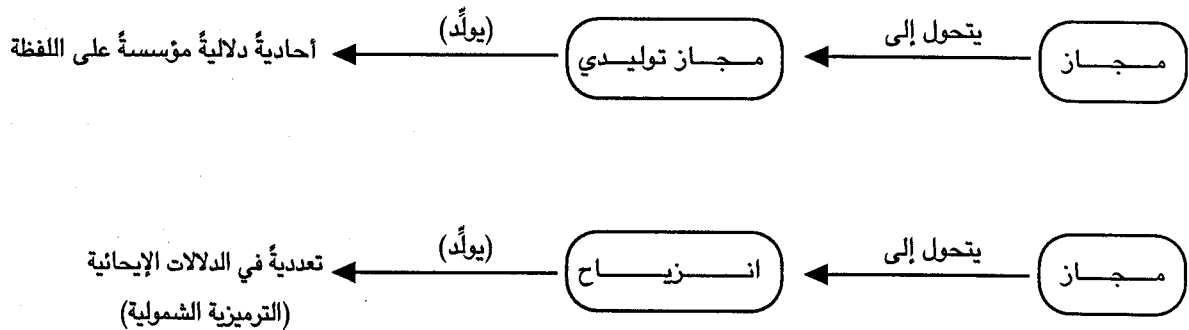 مجاز
يتحول إلى
مجاز توليدي
(يولِّد)
أحاديةً دلاليةً مؤسسةً على اللفظة
مجاز
يتحول إلى
انزياح
(يولِّد)
تعدديةً في الدلالات الإيحائية
(الترميزية الشمولية)